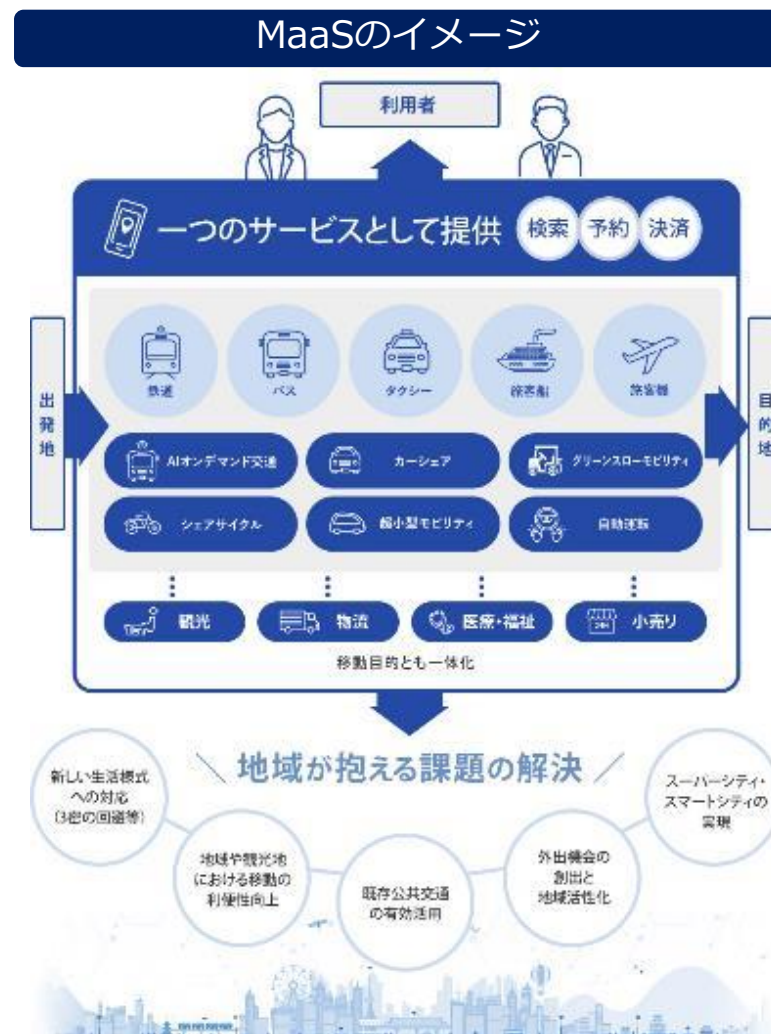 MaaSのイメージ
利用者
一つのサービスとして提供
検索
予約
決済
出発地
目的地
鉄道
バス
タクシー
旅客船
旅客機
AIオンデマンド交通
カーシェア
グリーンスローモビリティ
シェアサイクル
超小型モビリティ
自動運転
観光
物流
医療・福祉
小売り
移動目的とも一体化
地域が抱える課題の解決
新しい生活様式
への対応
(3密の回避等)
地域や観光地
における移動の
利便性向上
既存公共交通
の有効活用
外出機会の
創出と
地域活性化
スーパーシティ・
スマートシティの
実現